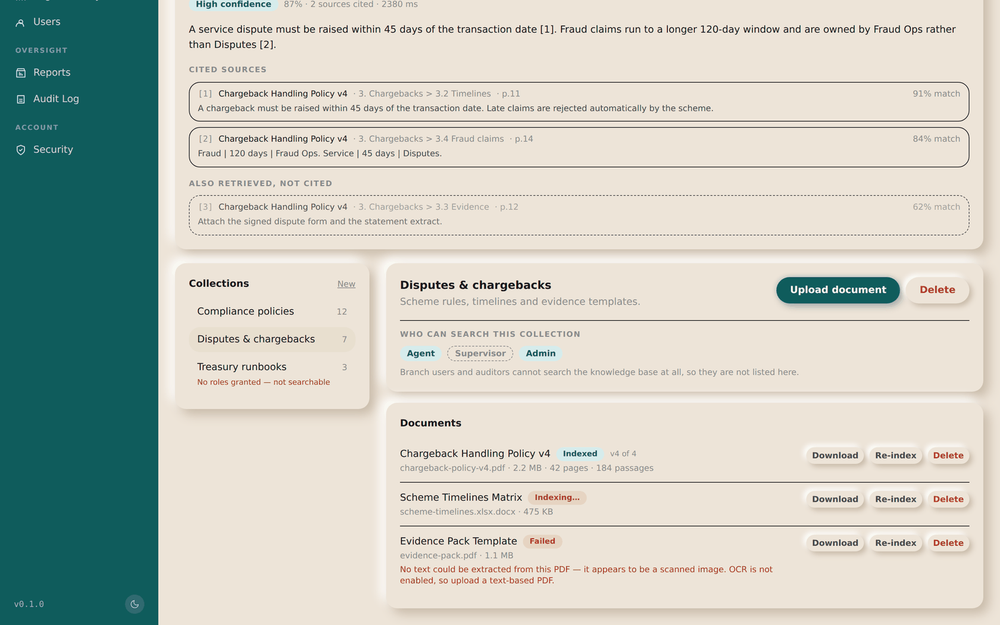 Users
OVERSIGHT
Reports
Audit Log
ACCOUNT
Security
v0.1.0
High confidence 87% · 2 sources cited · 2380 ms
A service dispute must be raised within 45 days of the transaction date [1]. Fraud claims run to a longer 120-day window and are owned by Fraud Ops rather
than Disputes [2].
CITED SOURCES
[1] Chargeback Handling Policy v4 · 3. Chargebacks > 3.2 Timelines · p.11 91% match
A chargeback must be raised within 45 days of the transaction date. Late claims are rejected automatically by the scheme.
[2] Chargeback Handling Policy v4 · 3. Chargebacks > 3.4 Fraud claims · p.14 84% match
Fraud | 120 days | Fraud Ops. Service | 45 days | Disputes.
ALSO RETRIEVED, NOT CITED
[3] Chargeback Handling Policy v4 · 3. Chargebacks > 3.3 Evidence · p.12 62% match
Attach the signed dispute form and the statement extract.
Collections New
Compliance policies 12
Disputes & chargebacks 7
Treasury runbooks 3
No roles granted — not searchable
Disputes & chargebacks
Scheme rules, timelines and evidence templates.
Upload document Delete
WHO CAN SEARCH THIS COLLECTION
Agent Supervisor Admin
Branch users and auditors cannot search the knowledge base at all, so they are not listed here.
Documents
Chargeback Handling Policy v4 Indexed v4 of 4
chargeback-policy-v4.pdf · 2.2 MB · 42 pages · 184 passages
Download Re-index Delete
Scheme Timelines Matrix Indexing...
scheme-timelines.xlsx.docx · 475 KB
Download Re-index Delete
Evidence Pack Template Failed
evidence-pack.pdf · 1.1 MB
No text could be extracted from this PDF — it appears to be a scanned image. OCR is not
enabled, so upload a text-based PDF.
Download Re-index Delete